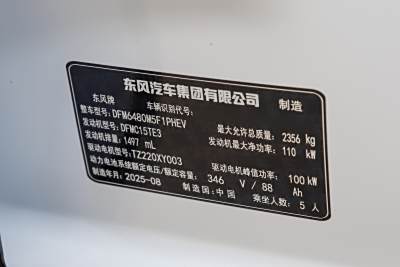 东风汽车集团有限公司 制造
东风牌 车辆识别代号:
整车型号: DFM6480M5F1PHEV 最大允许总质量: 2356 kg
发动机型号: DFMC15TE3 发动机最大净功率: 110 kW
发动机排量: 1497 mL
驱动电机型号: TZ220XY003 驱动电机峰值功率: 100 kW
动力电池系统额定电压/额定容量: 346 V / 88 Ah
制造年月: 2025-08 制造国: 中国 乘坐人数: 5 人